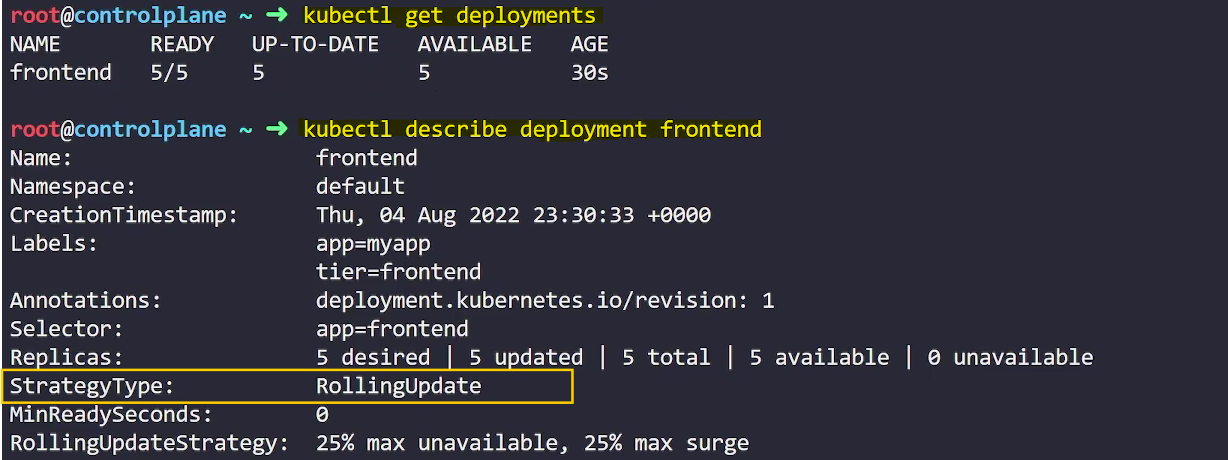 root@controlplane ~ ➜ kubectl get deployments
NAME READY UP-TO-DATE AVAILABLE AGE
frontend 5/5 5 5 30s
root@controlplane ~ ➜ kubectl describe deployment frontend
Name: frontend
Namespace: default
CreationTimestamp: Thu, 04 Aug 2022 23:30:33 +0000
Labels: app=myapp
tier=frontend
Annotations: deployment.kubernetes.io/revision: 1
Selector: app=frontend
Replicas: 5 desired | 5 updated | 5 total | 5 available | 0 unavailable
StrategyType: RollingUpdate
MinReadySeconds: 0
RollingUpdateStrategy: 25% max unavailable, 25% max surge